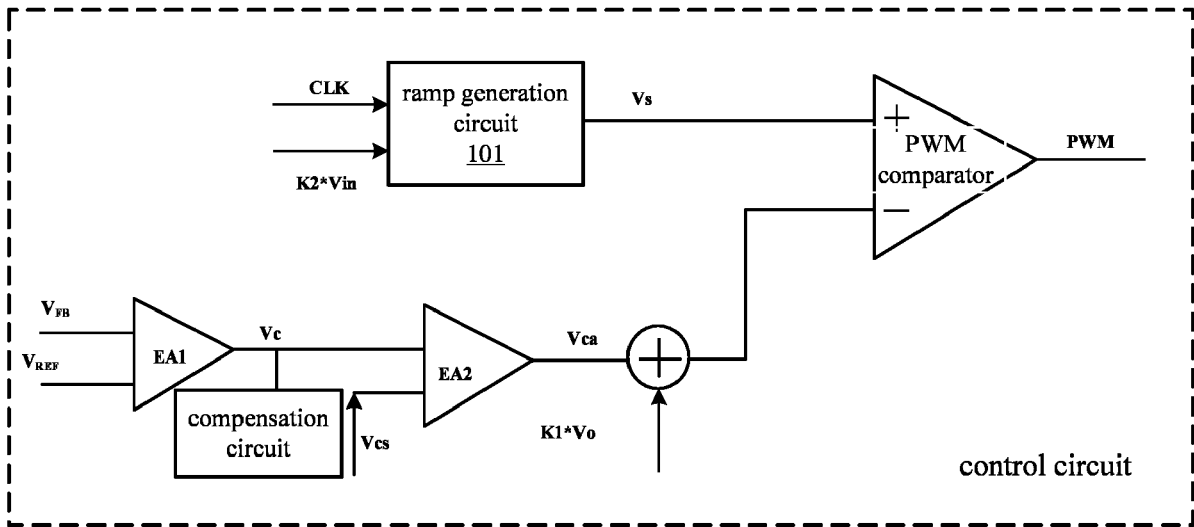 CLK
ramp generation
circuit
101
K2*Vin
Vs
+
PWM
comparator
−
PWM
VFB
VREF
EA1
Vc
compensation
circuit
Vcs
EA2
Vca
+
K1*Vo
control circuit